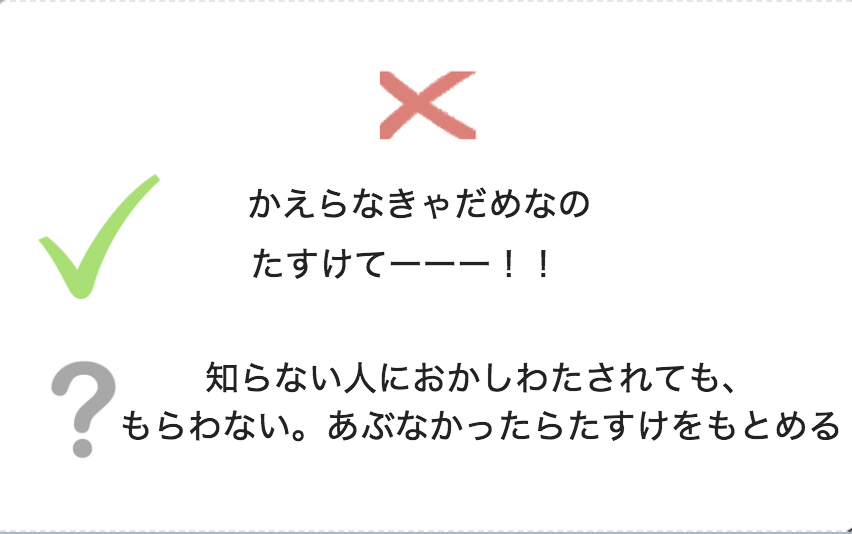 かえらなきゃだめなの
たすけてーーー！！
知らない人におかしわたされても、
もらわない。あぶなかったらたすけをもとめる